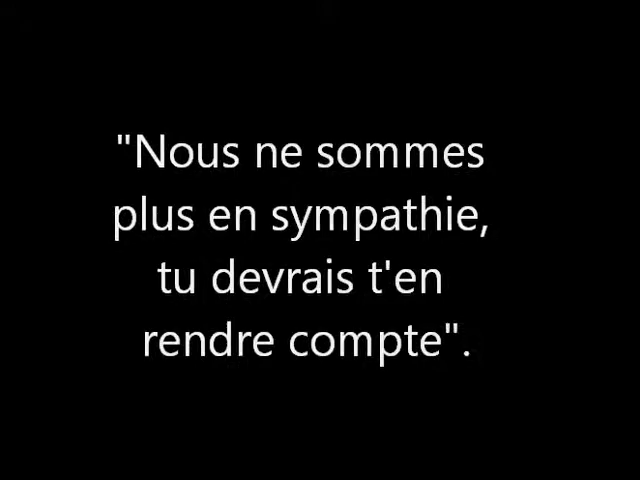 "Nous ne sommes
plus en sympathie,
tu devrais t'en
rendre compte".